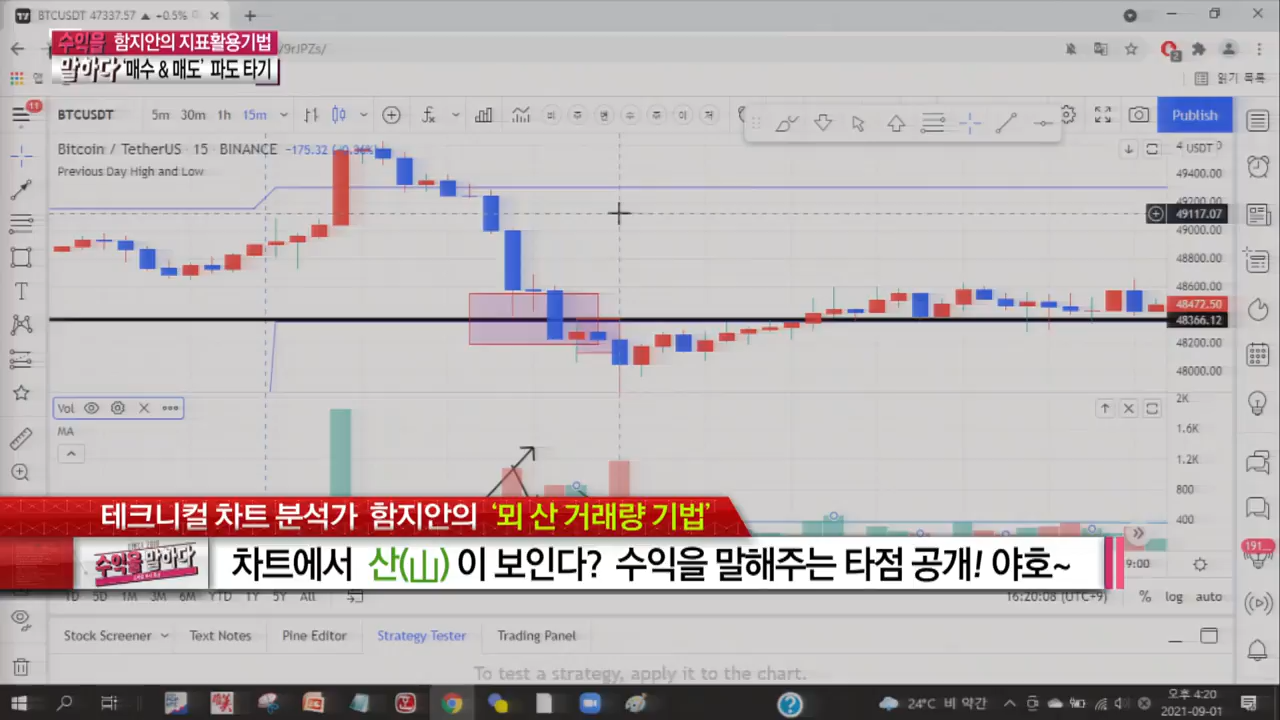 BTCUSDT 47337.57 ▲ +0.5%
수익을 함지안의 지표활용기법
말하다 '매수 & 매도' 파도 타기
/9rJPZs/
읽기 목록
11
BTCUSDT 5m 30m 1h 15m
Publish
Bitcoin / TetherUS · 15 · BINANCE −175.32
USDT
Previous Day High and Low
49400.00
49200.00
49117.07
49000.00
48800.00
48600.00
48472.50
48366.12
48200.00
48000.00
Vol
2K
MA
1.6K
1.2K
800
400
테크니컬 차트 분석가 함지안의 '뫼 산 거래량 기법'
수익을 말하다
차트에서 산(山)이 보인다? 수익을 말해주는 타점 공개! 야호~
191
9:00
1D 5D 1M 3M 6M YTD 1Y 5Y All
16:20:08 (UTC+9) % log auto
Stock Screener Text Notes Pine Editor Strategy Tester Trading Panel
To test a strategy, apply it to the chart.
24°C 비 약간
오후 4:20
2021-09-01